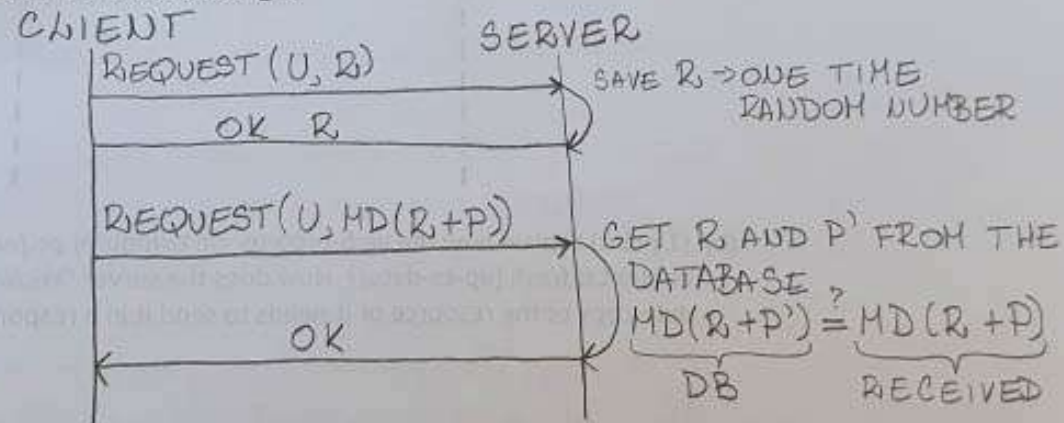 CLIENT
SERVER
REQUEST (U, R)
SAVE R → ONE TIME
RANDOM NUMBER
OK R
REQUEST (U, MD(R+P))
GET R AND P' FROM THE
DATABASE
MD(R+P') ?= MD(R+P)
OK
DB
RECEIVED